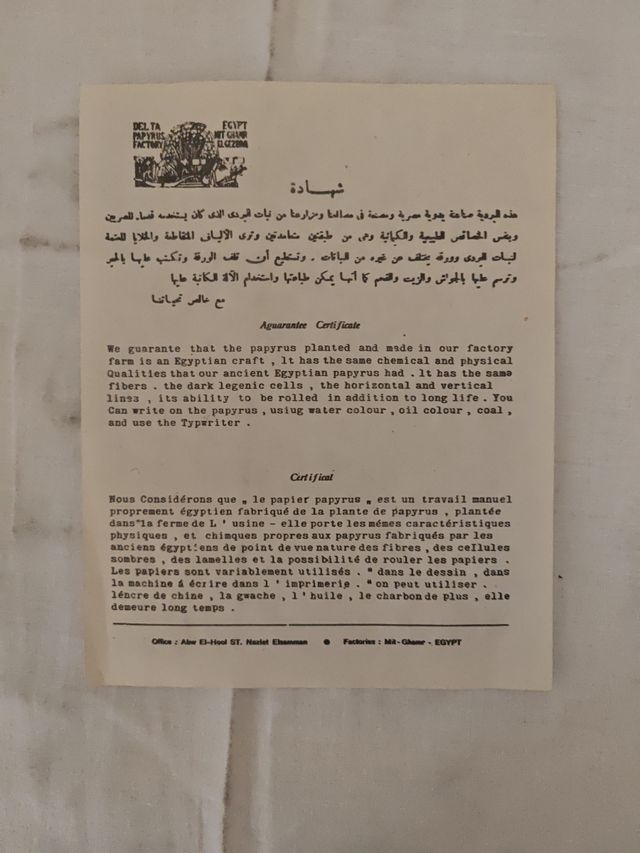 DELTA PAPYRUS FACTORY
EGYPT MIT GHAMR
شهادة
هذه البردية صناعة يدوية مصرية ومصنعة فى مصانعنا ومزارعنا من نبات البردى الذى كان يستخدمه قدماء المصريين
وبنفس الخصائص الطبيعية والكيمائية وهى من طبقتين متعامدتين وترى الألياف المتقاطعة والخلايا المعتمة
لنبات البردى وورقه يختلف عن غيره من النباتات . وتستطيع أن تلف الورقة وتكتب عليها بالحبر
وترسم عليها بالجواش والزيت والفحم كما أنها يمكن طباعتها واستخدام الآلة الكاتبة عليها
مع خالص تحياتنا
Aguarantee Certificate
We guarante that the papyrus planted and made in our factory
farm is an Egyptian craft , lt has the same chemical and physical
Qualities that our ancient Egyptian papyrus had . lt has the same
fibers . the dark legenic cells , the horizontal and vertical
lines , its ability to be rolled in addition to long life . You
Can write on the papyrus , usiug water colour , oil colour , coal ,
and use the Typwriter .
Certificat
Nous Considérons que „ le papier papyrus „ est un travail manuel
proprement égyptien fabriqué de la plante de papyrus , plantée
dans"la ferme de L ' usine - elle porte les mémes caractéristiques
physiques , et chimques propres aux papyrus fabriqués par les
anciens égyptiens de point de vue nature des fibres , des cellules
sombres , des lamelles et la possibilité de rouler les papiers .
Les papiers sont variablement utilisés . " dans le dessin , dans
la machine á écrire dans l ' imprimerie . " on peut utiliser .
léncre de chine , la gwache , l ' huile , le charbon de plus , elle
demeure long temps .
Office : Abw El-Hool ST. Nazlet Elsamman ● Factories : Mit-Ghamr - EGYPT